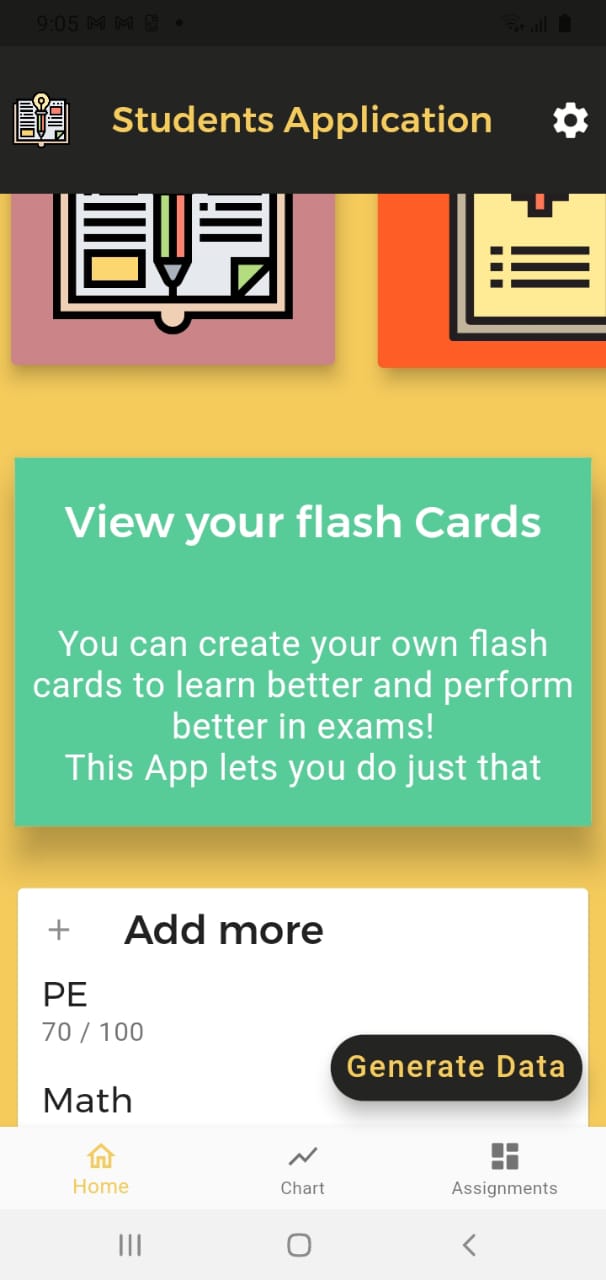 9:05
Students Application
View your flash Cards
You can create your own flash
cards to learn better and perform
better in exams!
This App lets you do just that
+ Add more
PE
70 / 100
Generate Data
Math
Home
Chart
Assignments